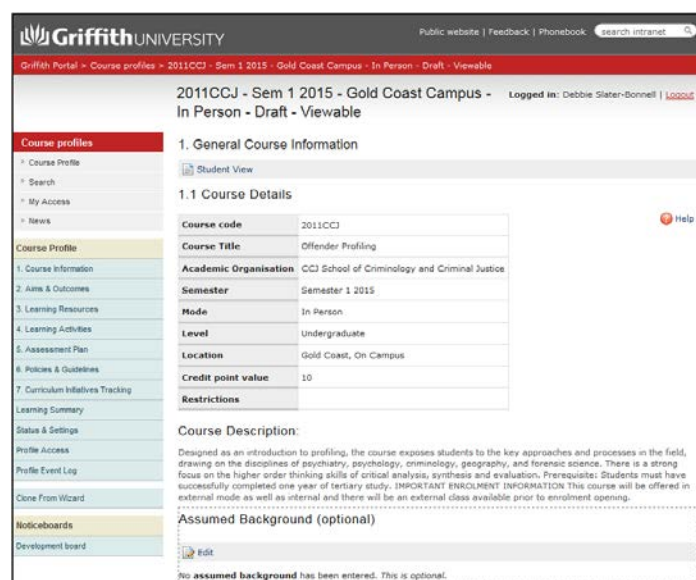 Griffith UNIVERSITY
Public website | Feedback | Phonebook search intranet
Griffith Portal > Course profiles > 2011CCJ - Sem 1 2015 - Gold Coast Campus - In Person - Draft - Viewable
2011CCJ - Sem 1 2015 - Gold Coast Campus - In Person - Draft - Viewable
Logged in: Debbie Slater-Bonnell | Logout
Course profiles
Course Profile
Search
My Access
News
Course Profile
1. Course Information
2. Aims & Outcomes
3. Learning Resources
4. Learning Activities
5. Assessment Plan
6. Policies & Guidelines
7. Curriculum Initiatives Tracking
Learning Summary
Status & Settings
Profile Access
Profile Event Log
Clone From Wizard
Noticeboards
Development board
1. General Course Information
Student View
1.1 Course Details
Help
Course code 2011CCJ
Course Title Offender Profiling
Academic Organisation CCJ School of Criminology and Criminal Justice
Semester Semester 1 2015
Mode In Person
Level Undergraduate
Location Gold Coast, On Campus
Credit point value 10
Restrictions
Course Description:
Designed as an introduction to profiling, the course exposes students to the key approaches and processes in the field,
drawing on the disciplines of psychiatry, psychology, criminology, geography, and forensic science. There is a strong
focus on the higher order thinking skills of critical analysis, synthesis and evaluation. Prerequisite: Students must have
successfully completed one year of tertiary study. IMPORTANT ENROLMENT INFORMATION This course will be offered in
external mode as well as internal and there will be an external class available prior to enrolment opening.
Assumed Background (optional)
Edit
No assumed background has been entered. This is optional.